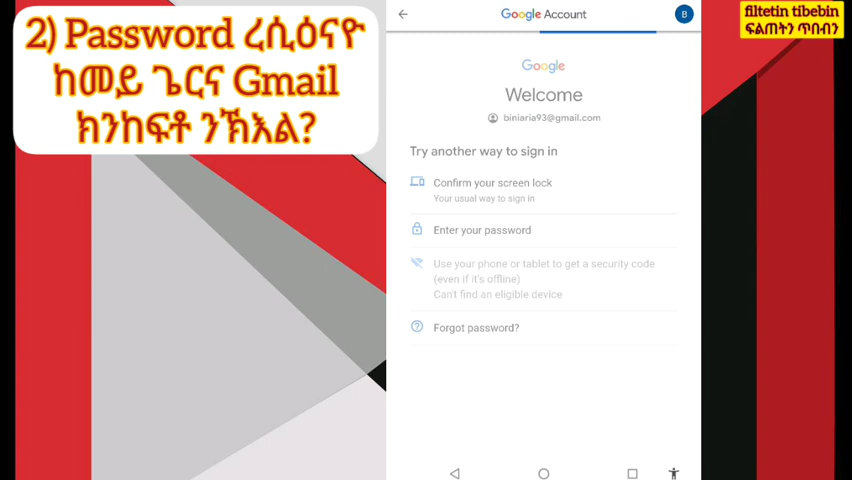 2) Password ረሲዕናዮ
ከመይ ጌርና Gmail
ክንከፍቶ ንኽእል?
Google Account
B
filtetin tibebin
ፍልጠትን ጥበብን
Google
Welcome
biniaria93@gmail.com
Try another way to sign in
Confirm your screen lock
Your usual way to sign in
Enter your password
Use your phone or tablet to get a security code
(even if it's offline)
Can't find an eligible device
Forgot password?